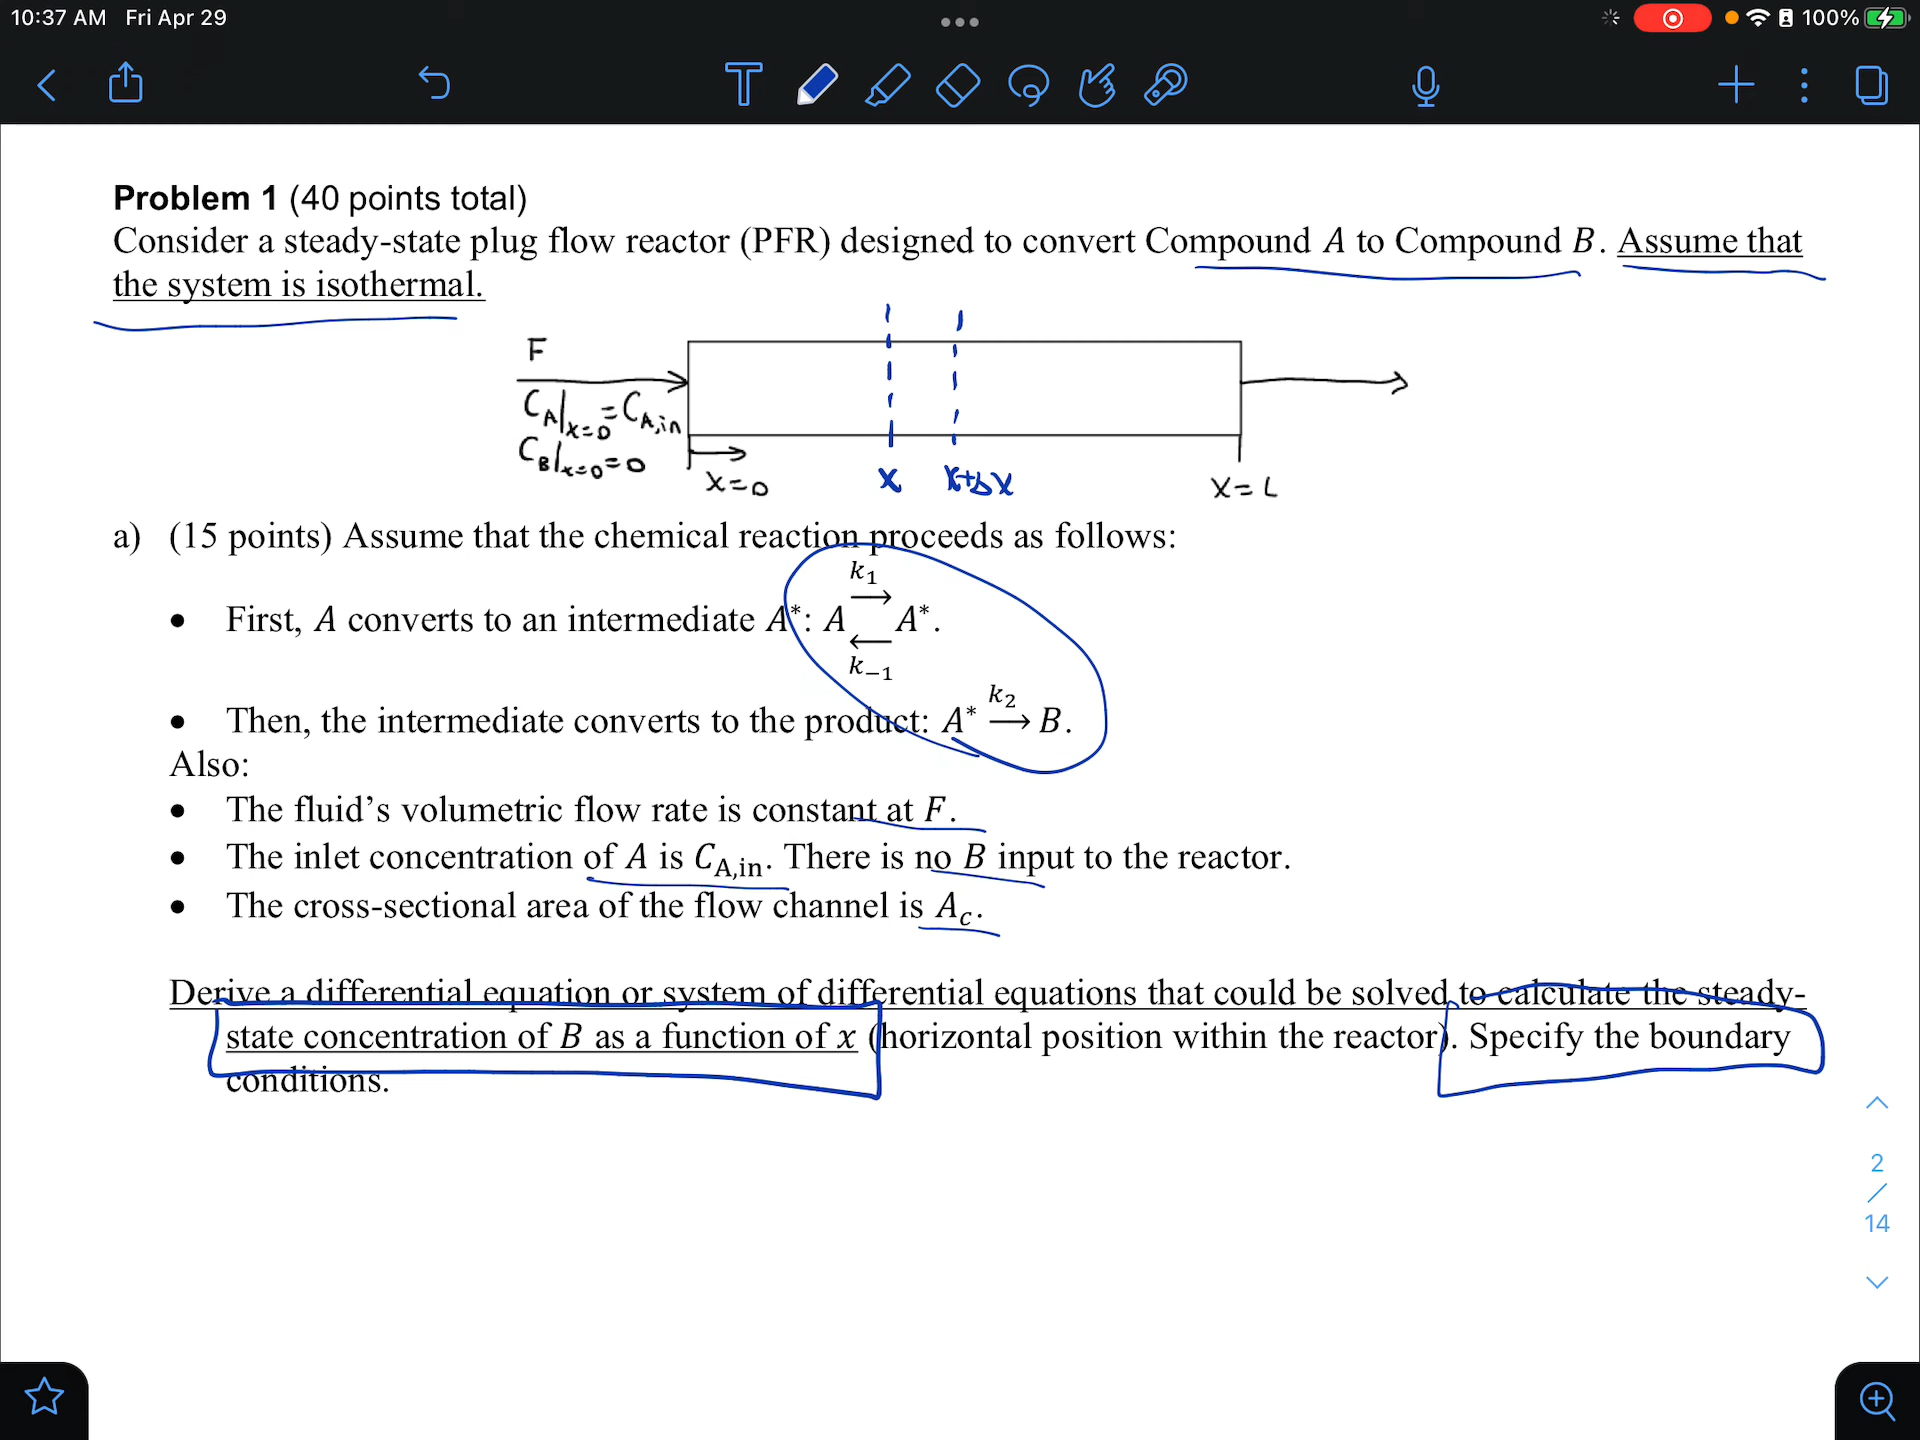 10:37 AM Fri Apr 29
100%
Problem 1 (40 points total)
Consider a steady-state plug flow reactor (PFR) designed to convert Compound A to Compound B. Assume that
the system is isothermal.
F
C_A|_{x=0} = C_{A,in}
C_B|_{x=0} = 0
x=0
x
x+Δx
x=L
a) (15 points) Assume that the chemical reaction proceeds as follows:
k₁
• First, A converts to an intermediate A*: A ⟶ ⟵ A*.
k₋₁
k₂
• Then, the intermediate converts to the product: A* ⟶ B.
Also:
• The fluid’s volumetric flow rate is constant at F.
• The inlet concentration of A is C_{A,in}. There is no B input to the reactor.
• The cross-sectional area of the flow channel is A_c.
Derive a differential equation or system of differential equations that could be solved to calculate the steady-
state concentration of B as a function of x (horizontal position within the reactor). Specify the boundary
conditions.
2
/
14